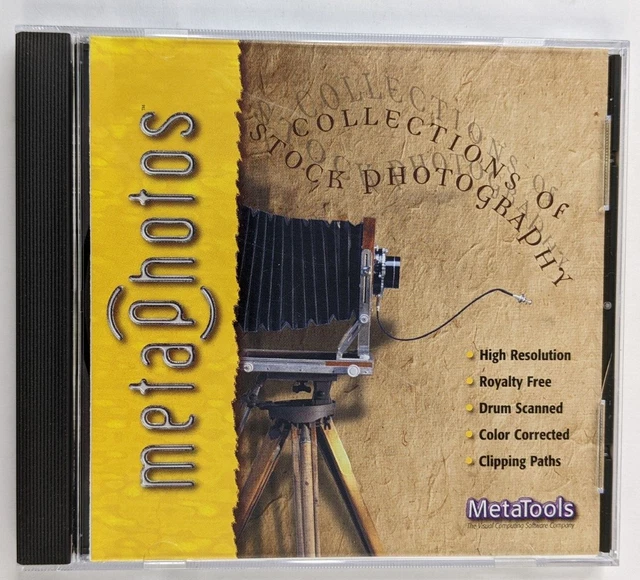 metaphotos™
COLLECTIONS OF
STOCK PHOTOGRAPHY
High Resolution
Royalty Free
Drum Scanned
Color Corrected
Clipping Paths
MetaTools
The Visual Computing Software Company